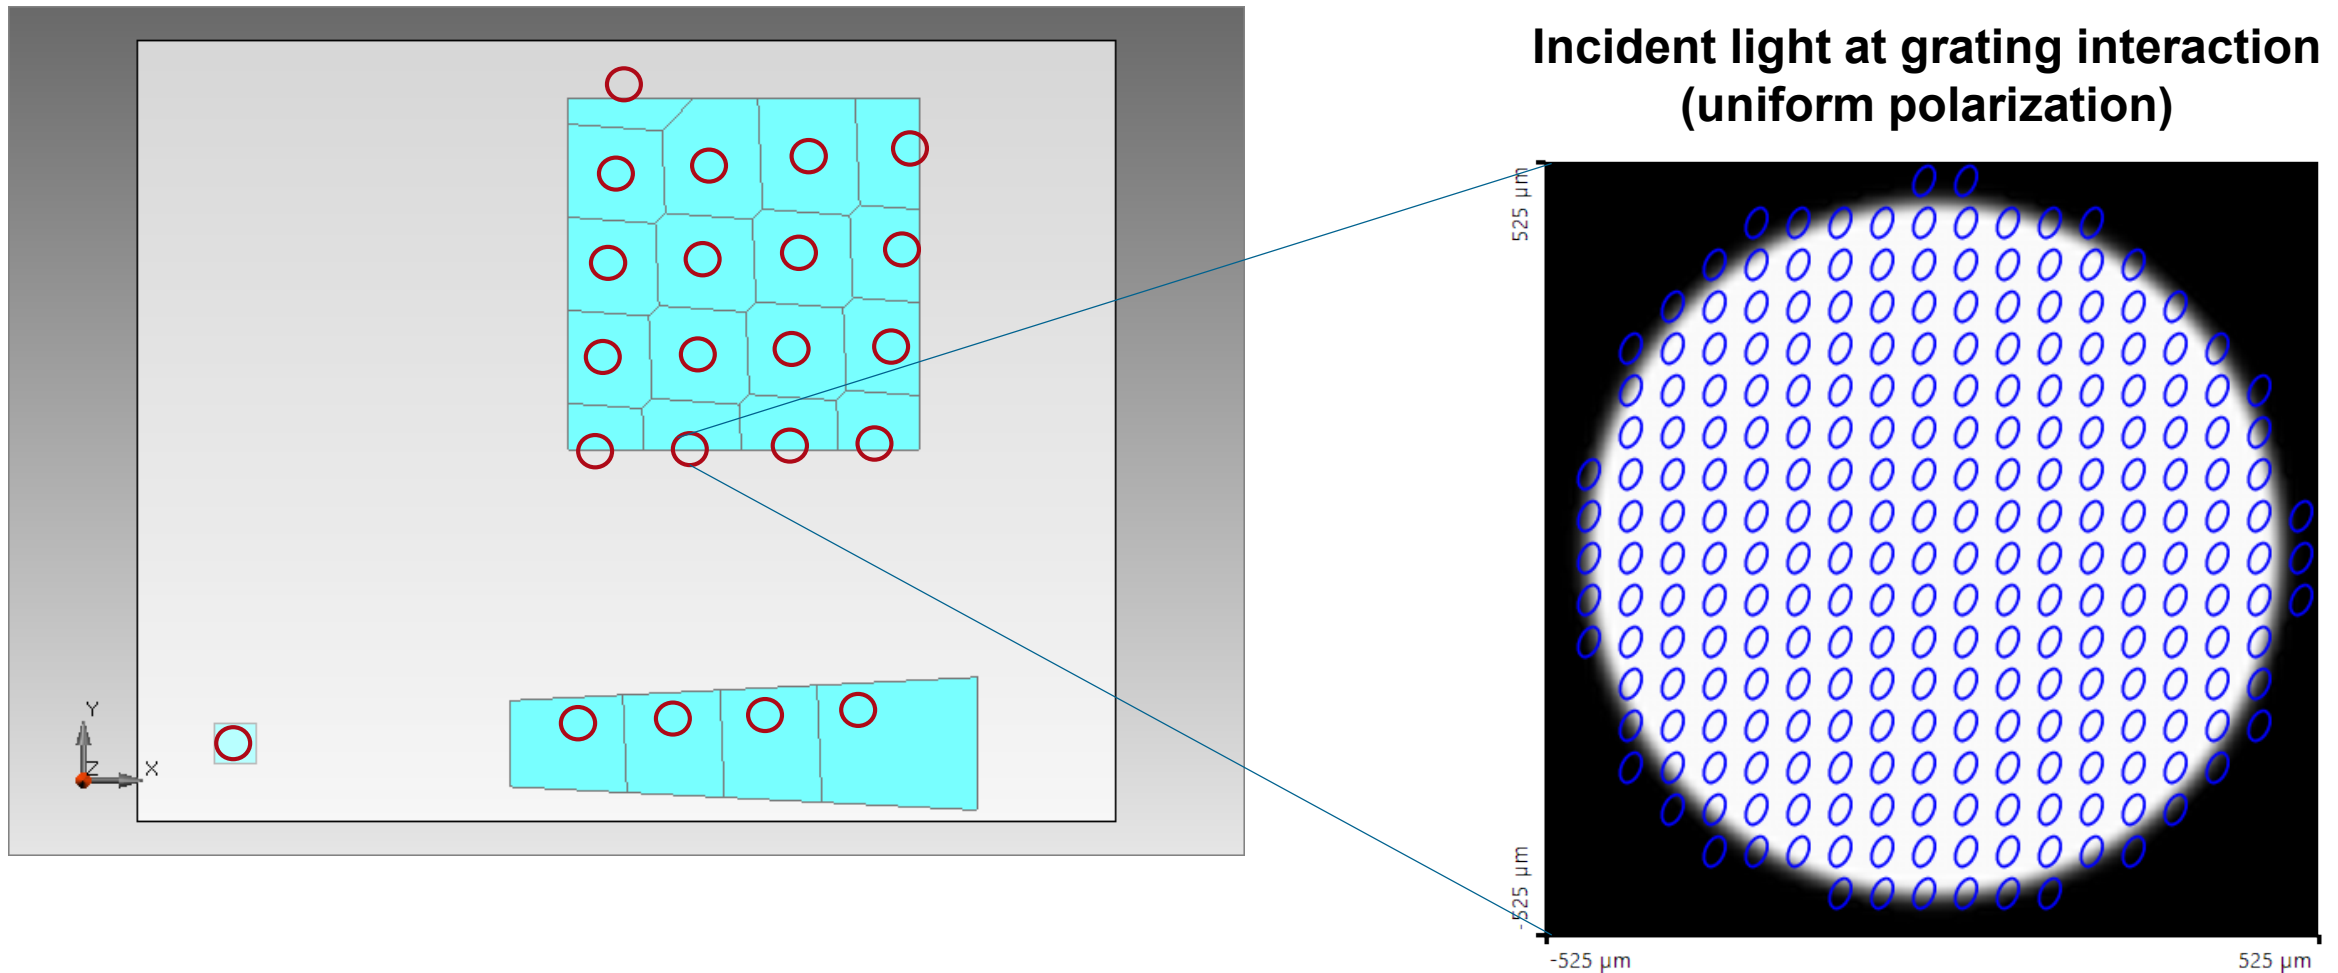 Incident light at grating interaction
(uniform polarization)
525 µm
-525 µm
-525 µm
525 µm
Y
Z
X